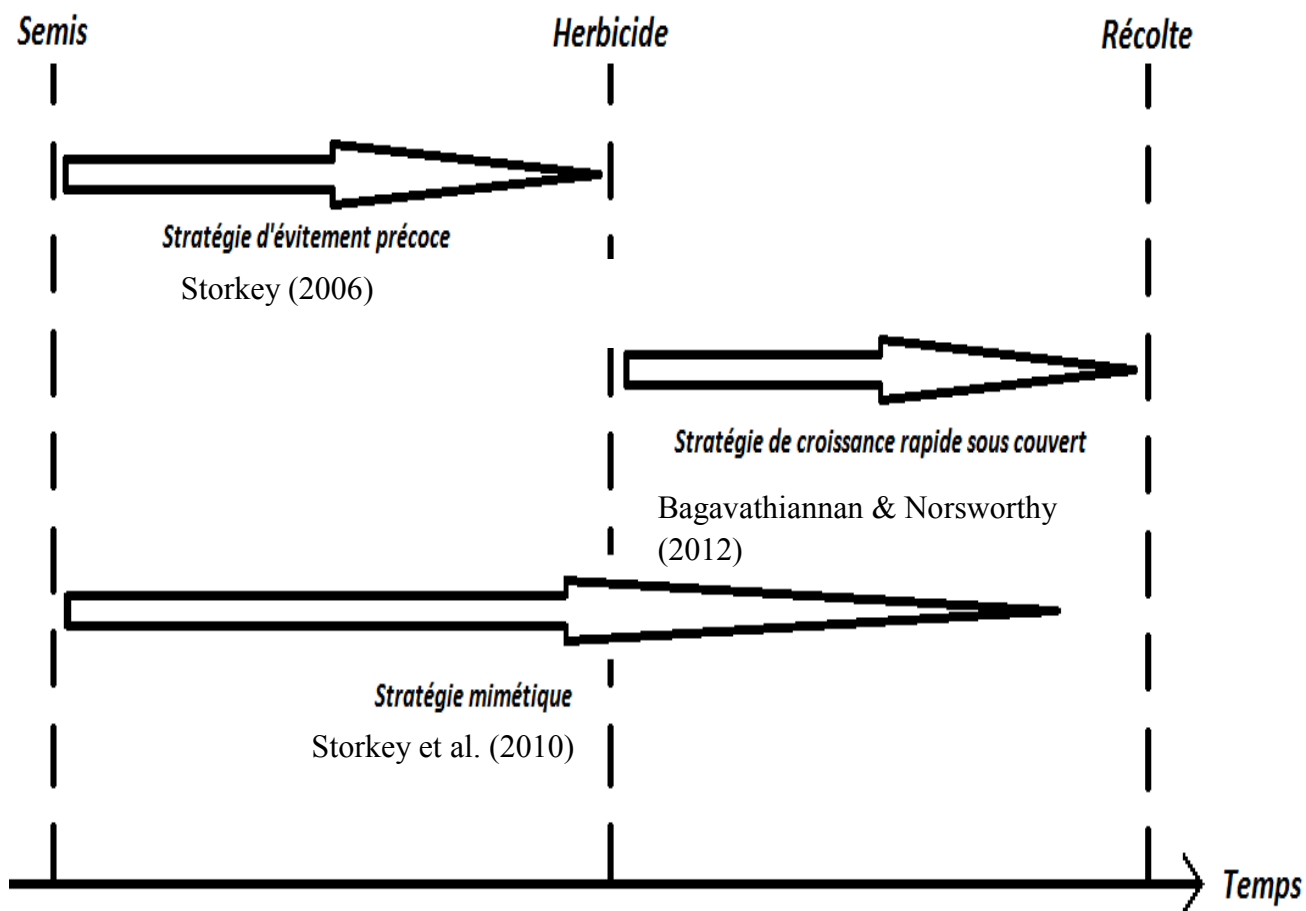 Semis
Herbicide
Récolte
Stratégie d'évitement précoce
Storkey (2006)
Stratégie de croissance rapide sous couvert
Bagavathiannan & Norsworthy
(2012)
Stratégie mimétique
Storkey et al. (2010)
Temps